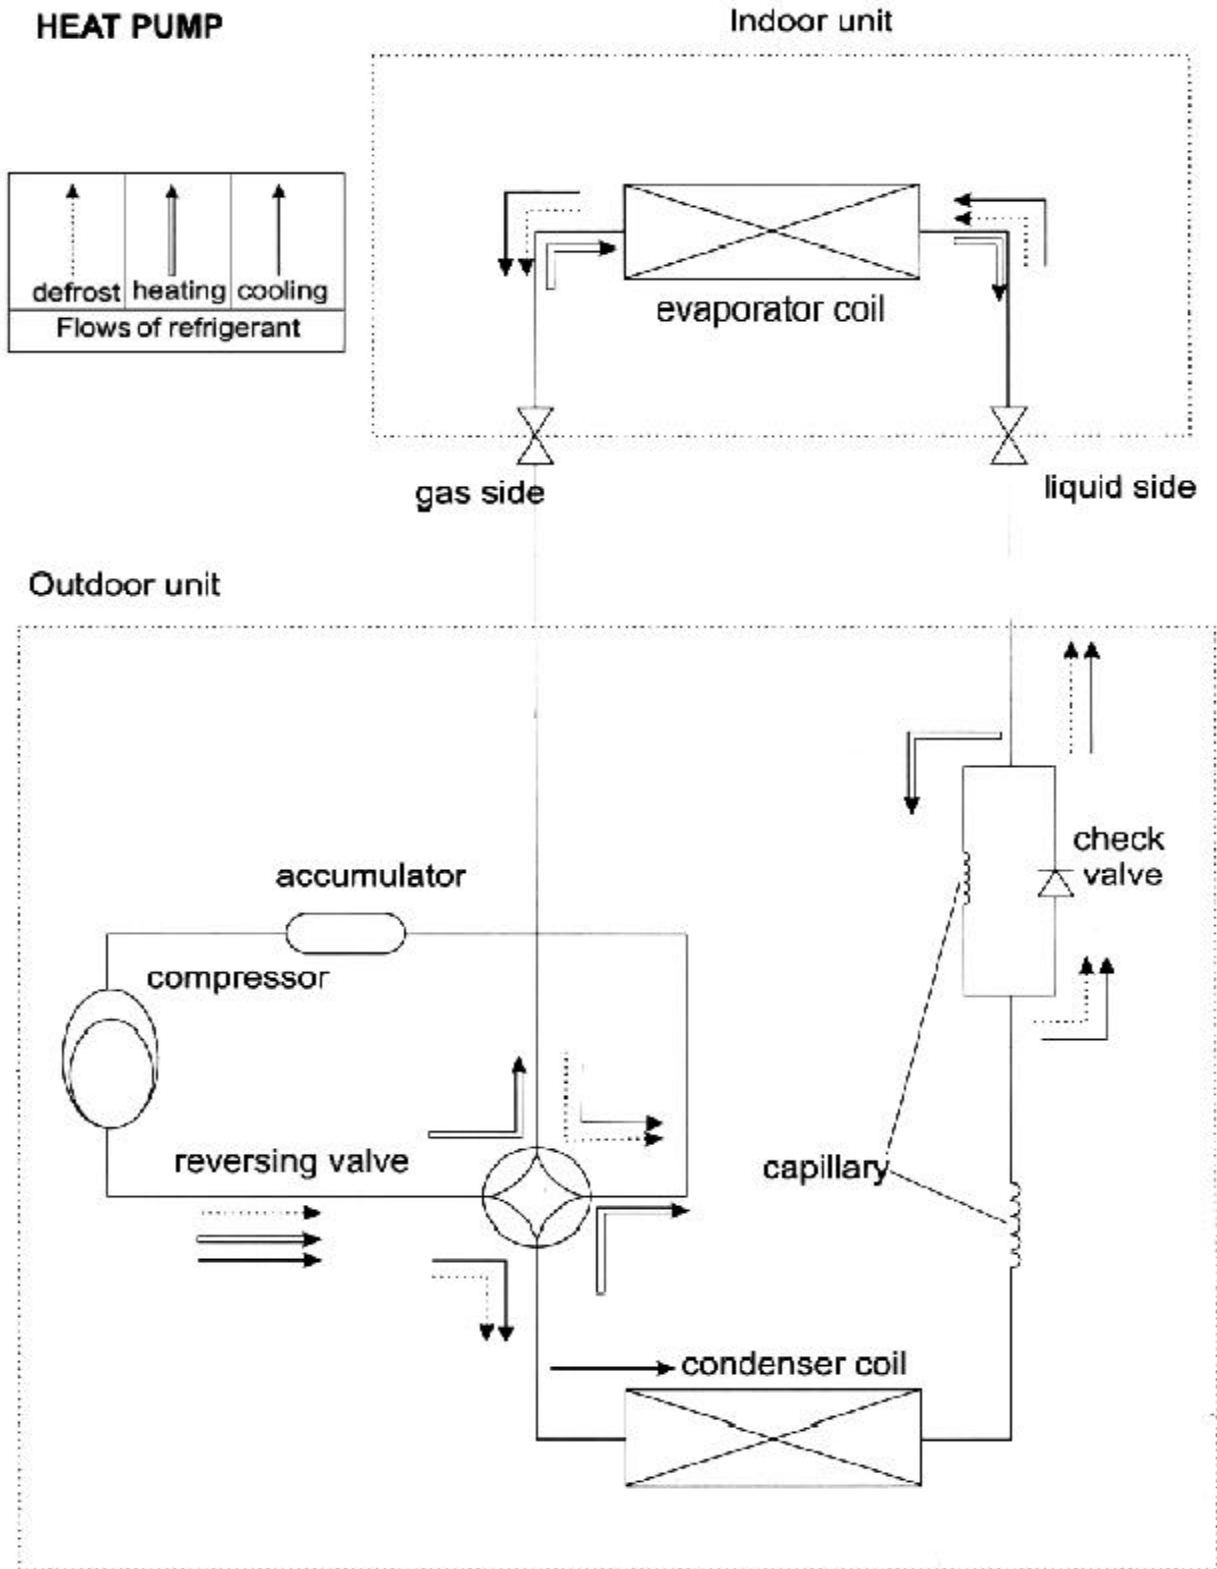 HEAT PUMP
Indoor unit
defrost heating cooling
Flows of refrigerant
evaporator coil
gas side
liquid side
Outdoor unit
check
valve
accumulator
compressor
reversing valve
capillary
condenser coil